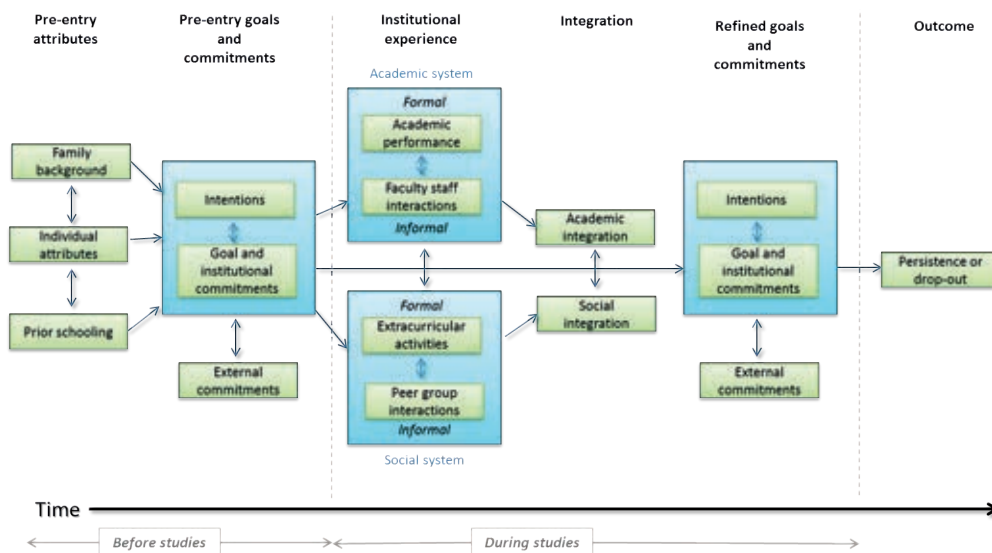 Pre-entry
attributes
Pre-entry goals
and
commitments
Institutional
experience
Integration
Refined goals
and
commitments
Outcome
Academic system
Formal
Academic
performance
Faculty staff
interactions
Informal
Family
background
Individual
attributes
Prior schooling
Intentions
Goal and
institutional
commitments
External
commitments
Formal
Extracurricular
activities
Peer group
interactions
Informal
Social system
Academic
integration
Social
integration
Intentions
Goal and
institutional
commitments
External
commitments
Persistence or
drop-out
Time
Before studies
During studies